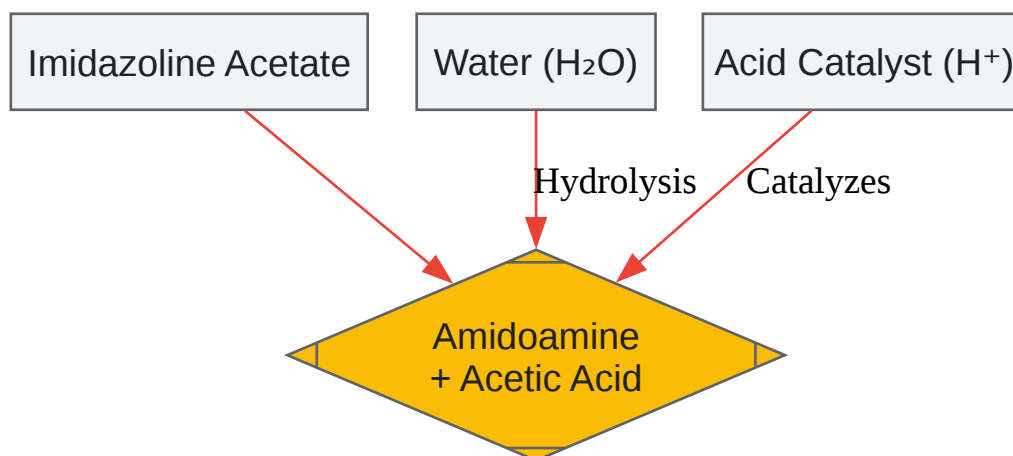 Imidazoline Acetate
Water (H₂O)
Acid Catalyst (H⁺)
Hydrolysis
Catalyzes
Amidoamine
+ Acetic Acid